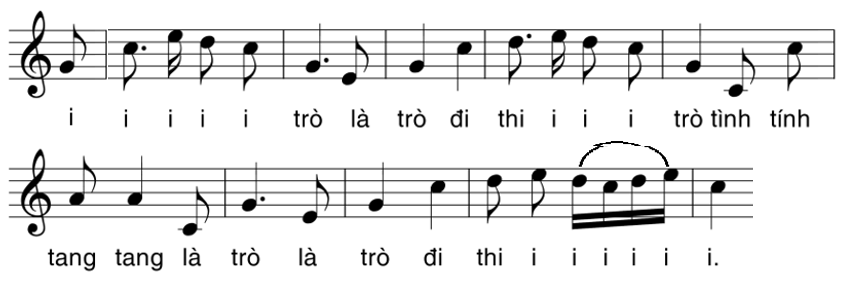 i i i i i trò là trò đi thi i i i trò tình tính
tang tang là trò là trò đi thi i i i i i i.